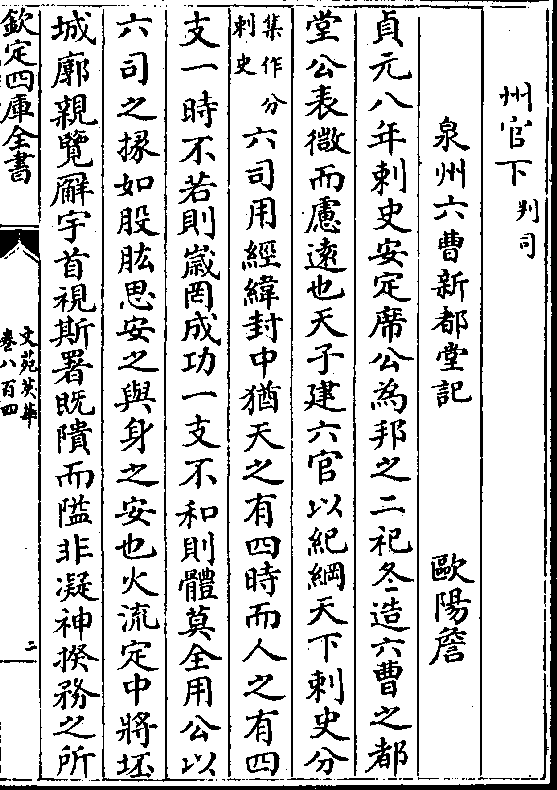 州官下 判司
泉州六曹新都堂記 歐陽詹
貞元八年刺史安定席公為邦之二祀冬造六曹之都
堂公表微而慮遠也天子建六官以紀綱天下刺史分
集作分刺史六司用經緯封中猶天之有四時而人之有四
支一時不若則嵗罔成功一支不和則體莫全用公以
六司之掾如股肱思安之與身之安也火流定中將坯
城廓親覽廨宇首視斯署既隤而隘非凝神揆務之所
欽定四庫全書
文苑英華
卷八百四
二